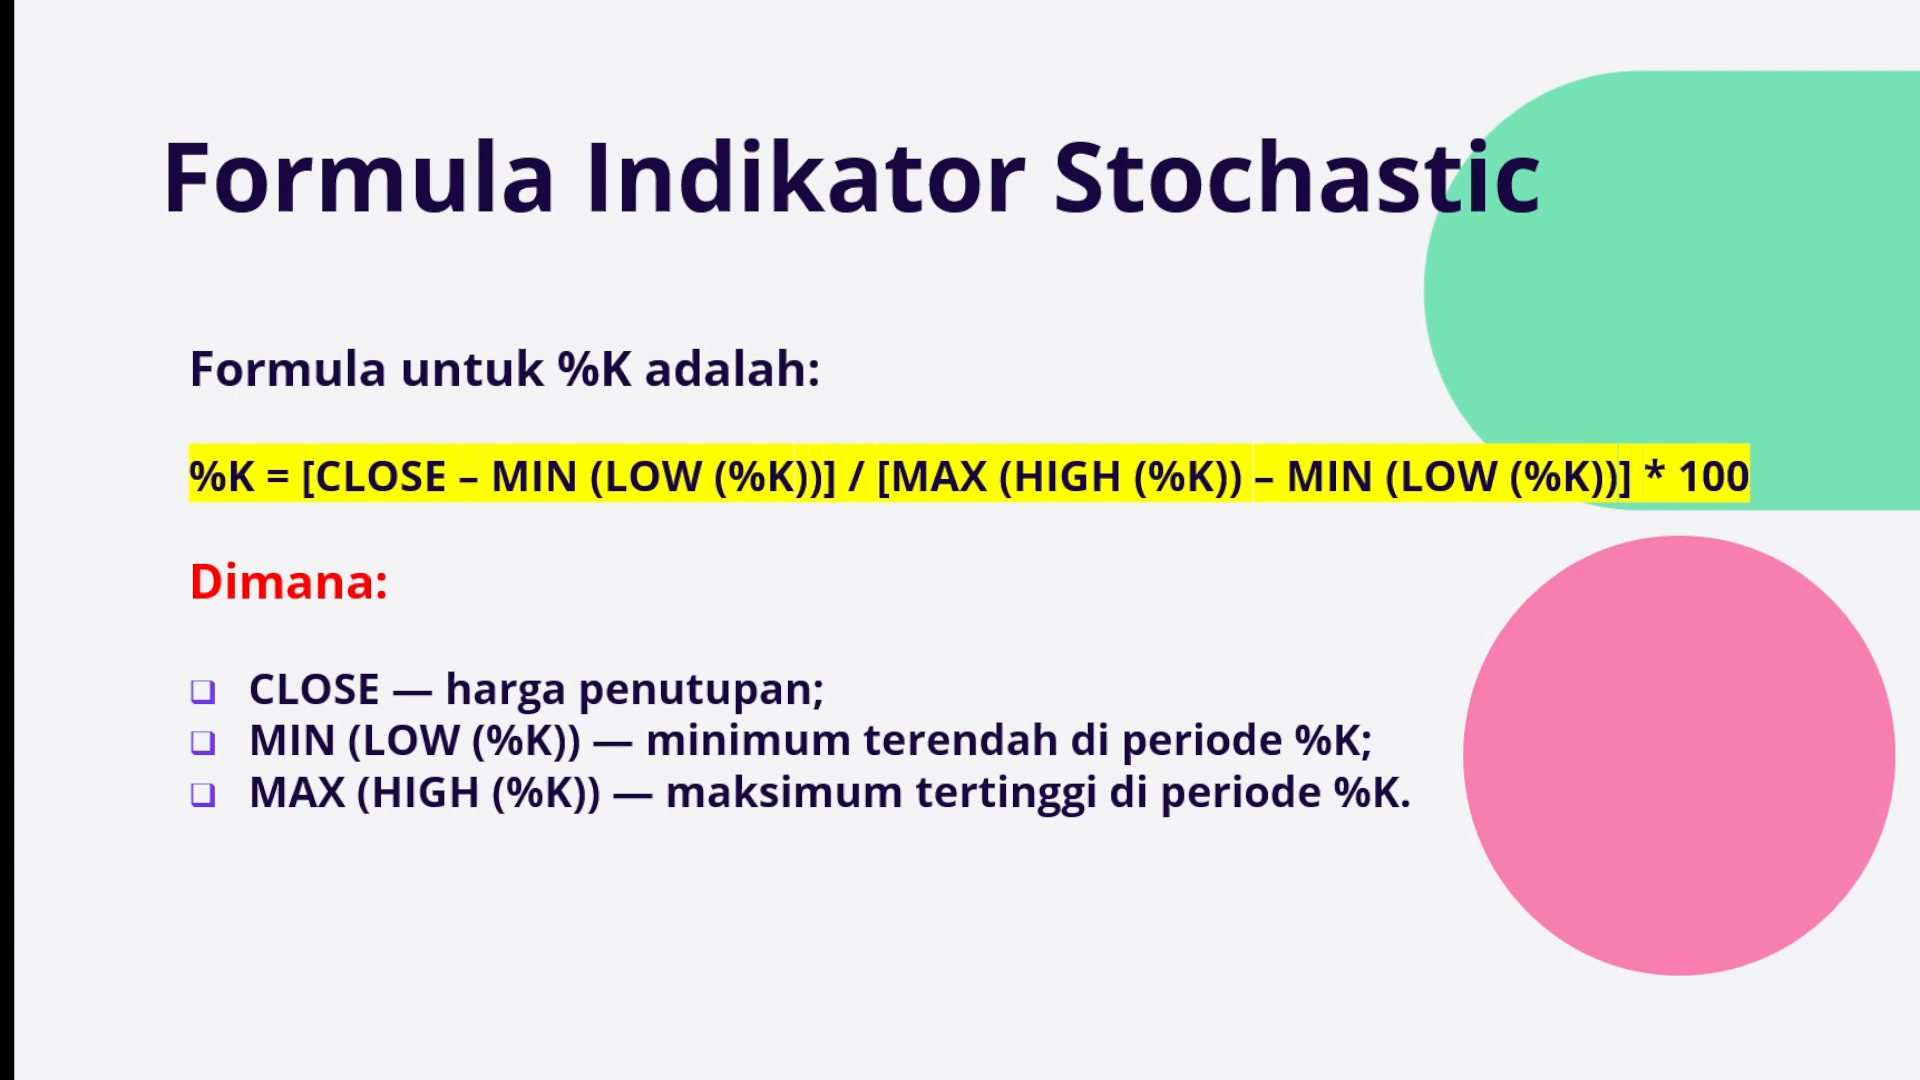 Formula Indikator Stochastic
Formula untuk %K adalah:
%K = [CLOSE – MIN (LOW (%K))] / [MAX (HIGH (%K)) – MIN (LOW (%K))] * 100
Dimana:
❑ CLOSE — harga penutupan;
❑ MIN (LOW (%K)) — minimum terendah di periode %K;
❑ MAX (HIGH (%K)) — maksimum tertinggi di periode %K.